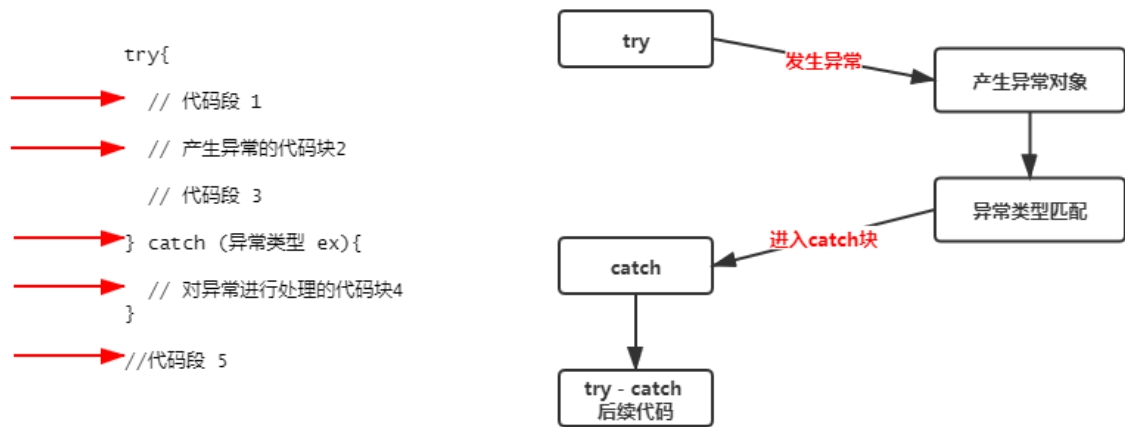 try{
// 代码段 1
// 产生异常的代码块2
// 代码段 3
} catch (异常类型 ex){
// 对异常进行处理的代码块4
}
//代码段 5
try
发生异常
产生异常对象
异常类型匹配
进入catch块
catch
try - catch
后续代码